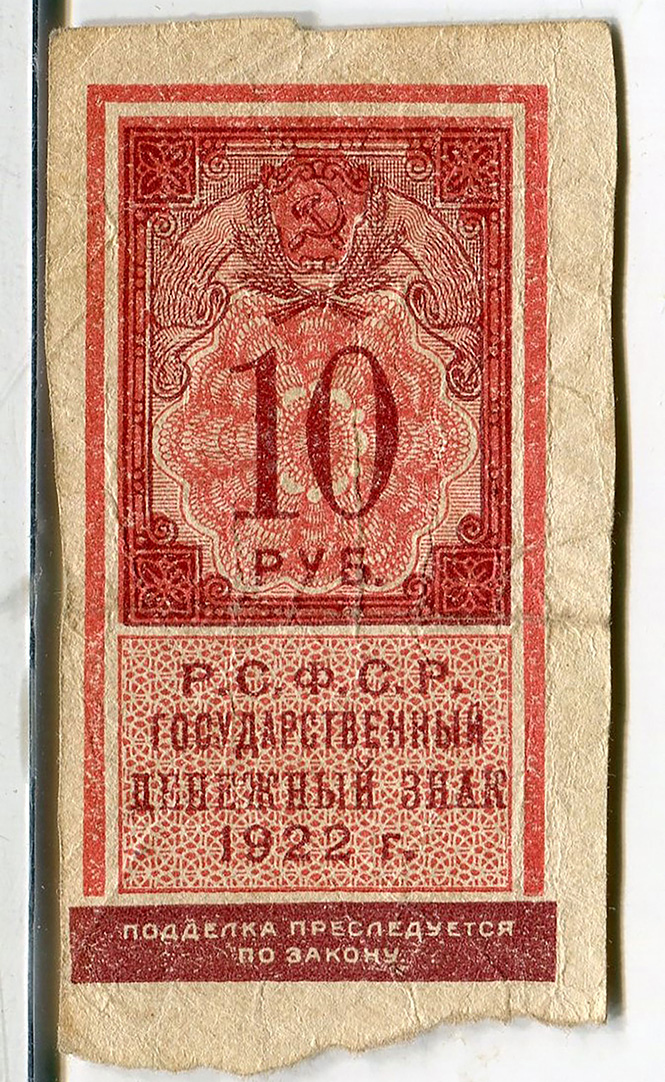 10
РУБ.
Р.С.Ф.С.Р.
ГОСУДАРСТВЕННЫЙ
ДЕНЕЖНЫЙ ЗНАК
1922 г.
ПОДДЕЛКА ПРЕСЛЕДУЕТСЯ
ПО ЗАКОНУ.